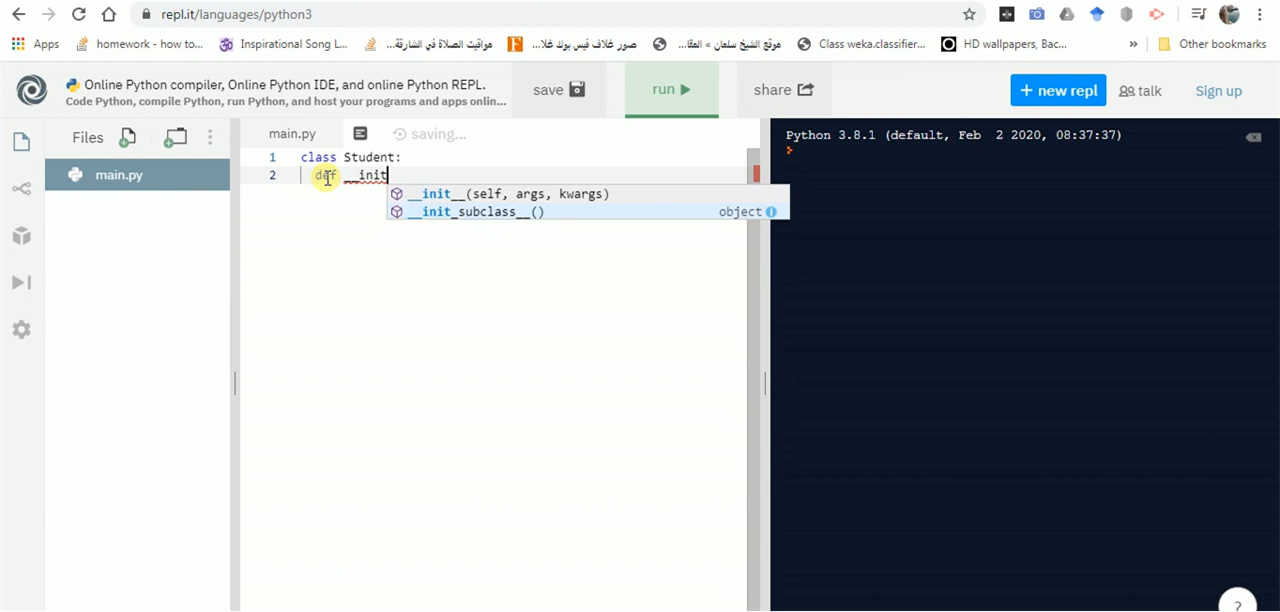 repl.it/languages/python3
Apps homework - how to... Inspirational Song L... مواقيت الصلاة في الشارقة... صور غلاف فيس بوك غلا... موقع الشيخ سلمان » المقا... Class weka.classifier... HD wallpapers, Bac... » Other bookmarks
Online Python compiler, Online Python IDE, and online Python REPL.
Code Python, compile Python, run Python, and host your programs and apps onlin...
save run share + new repl talk Sign up
Files main.py saving...
main.py
1 class Student:
2 def __init
__init__(self, args, kwargs)
__init_subclass__() object
Python 3.8.1 (default, Feb 2 2020, 08:37:37)
?